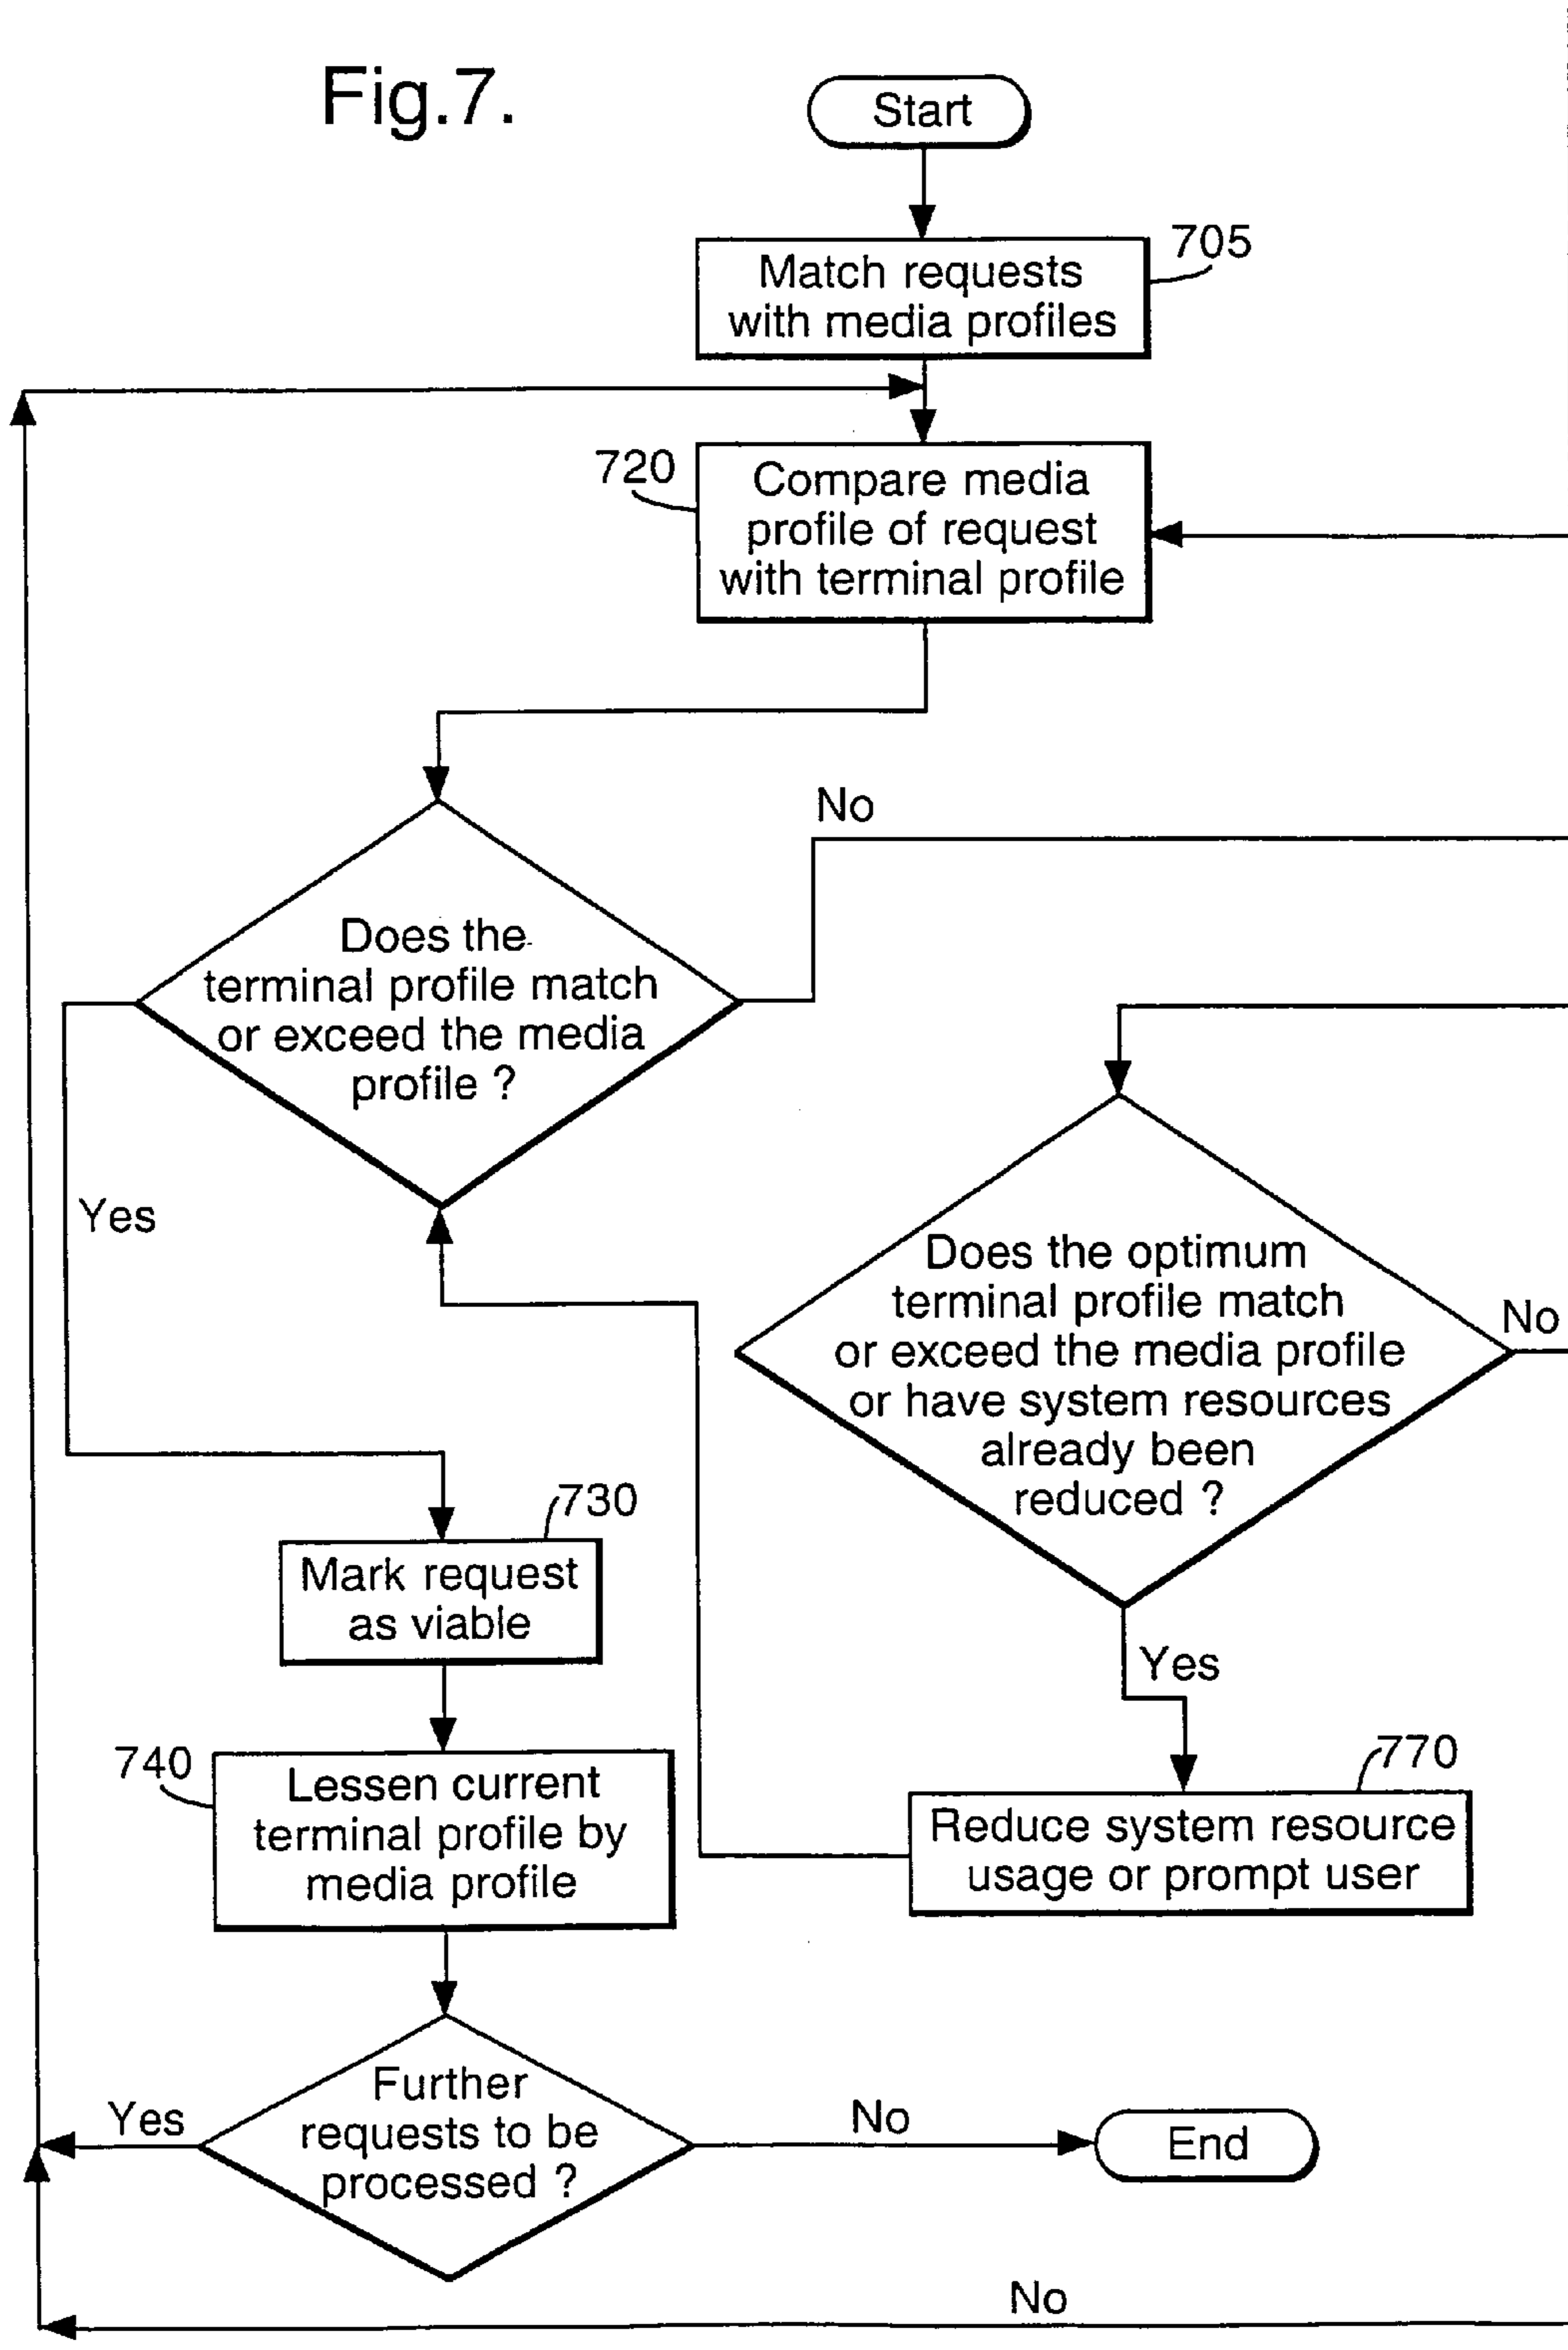 Fig.7.
Start
705
Match requests
with media profiles
720
Compare media
profile of request
with terminal profile
No
Does the
terminal profile match
or exceed the media
profile ?
Yes
Does the optimum
terminal profile match
or exceed the media profile
or have system resources
already been
reduced ?
No
730
Mark request
as viable
Yes
740
Lessen current
terminal profile by
media profile
770
Reduce system resource
usage or prompt user
Further
requests to be
processed ?
Yes
No
End
No